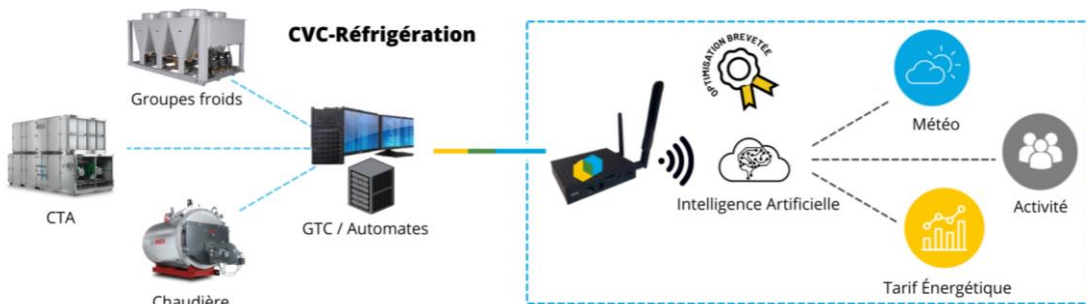 CVC-Réfrigération
Groupes froids
CTA
Chaudière
GTC / Automates
OPTIMISATION BREVETÉE
Intelligence Artificielle
Météo
Activité
Tarif Énergétique